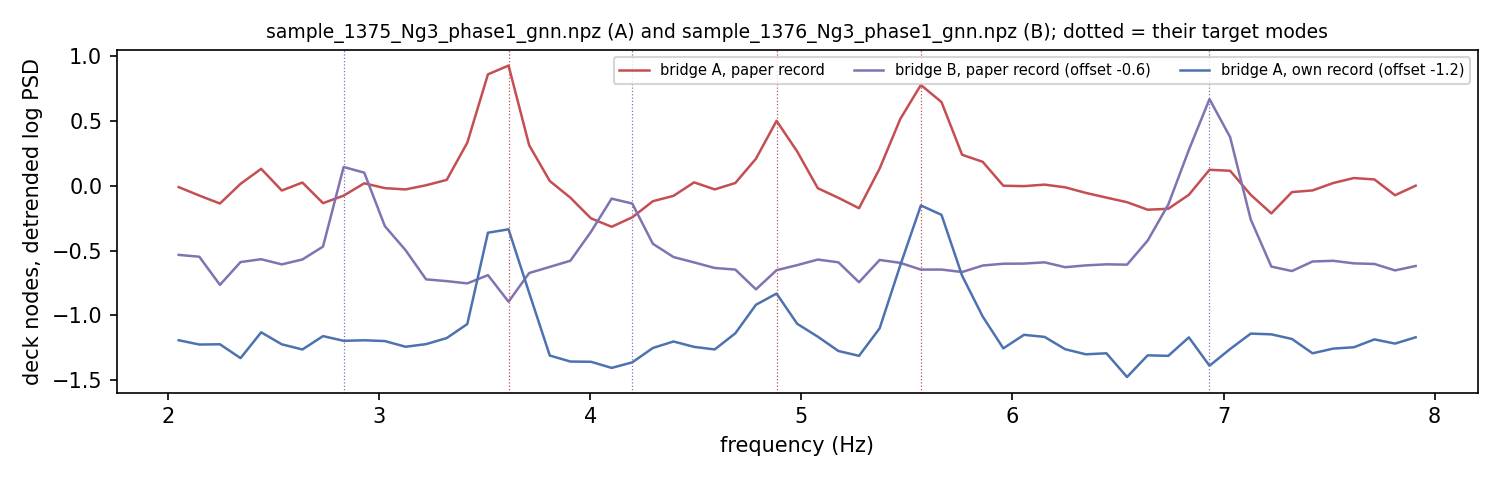 sample_1375_Ng3_phase1_gnn.npz (A) and sample_1376_Ng3_phase1_gnn.npz (B); dotted = their target modes
bridge A, paper record
bridge B, paper record (offset -0.6)
bridge A, own record (offset -1.2)
deck nodes, detrended log PSD
1.0
0.5
0.0
−0.5
−1.0
−1.5
2
3
4
5
6
7
8
frequency (Hz)